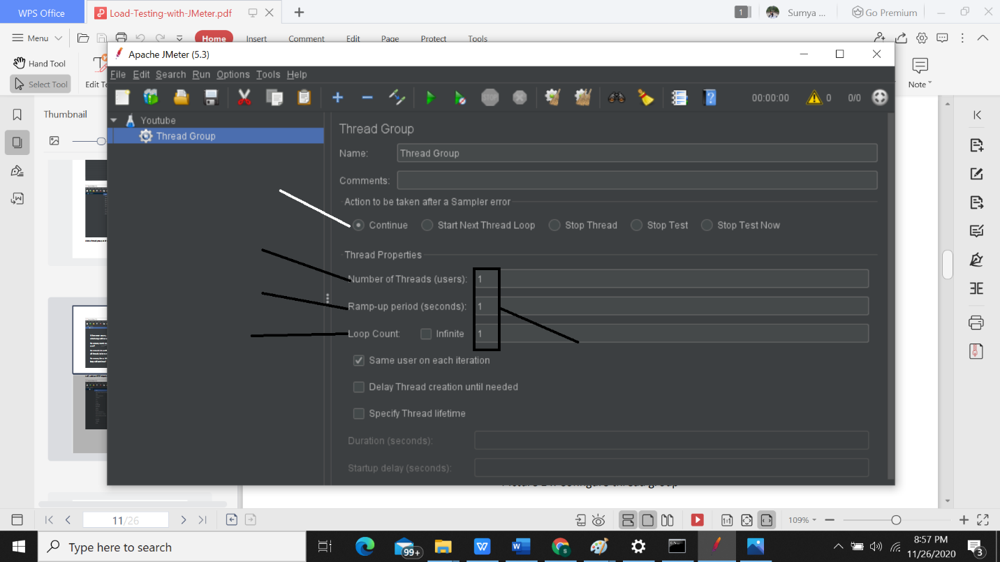 WPS Office
Load-Testing-with-JMeter.pdf
1
Sumya ...
Go Premium
Menu
Home
Insert
Comment
Edit
Page
Protect
Tools
Hand Tool
Select Tool
Edit Te
Note
Thumbnail
Apache JMeter (5.3)
File Edit Search Run Options Tools Help
STOP
00:00:00
0
0/0
Youtube
Thread Group
Thread Group
Name: Thread Group
Comments:
Action to be taken after a Sampler error
Continue Start Next Thread Loop Stop Thread Stop Test Stop Test Now
Thread Properties
Number of Threads (users): 1
Ramp-up period (seconds): 1
Loop Count: Infinite 1
Same user on each iteration
Delay Thread creation until needed
Specify Thread lifetime
Duration (seconds):
Startup delay (seconds):
11/26
1:1
109%
Type here to search
99+
8:57 PM
11/26/2020
3